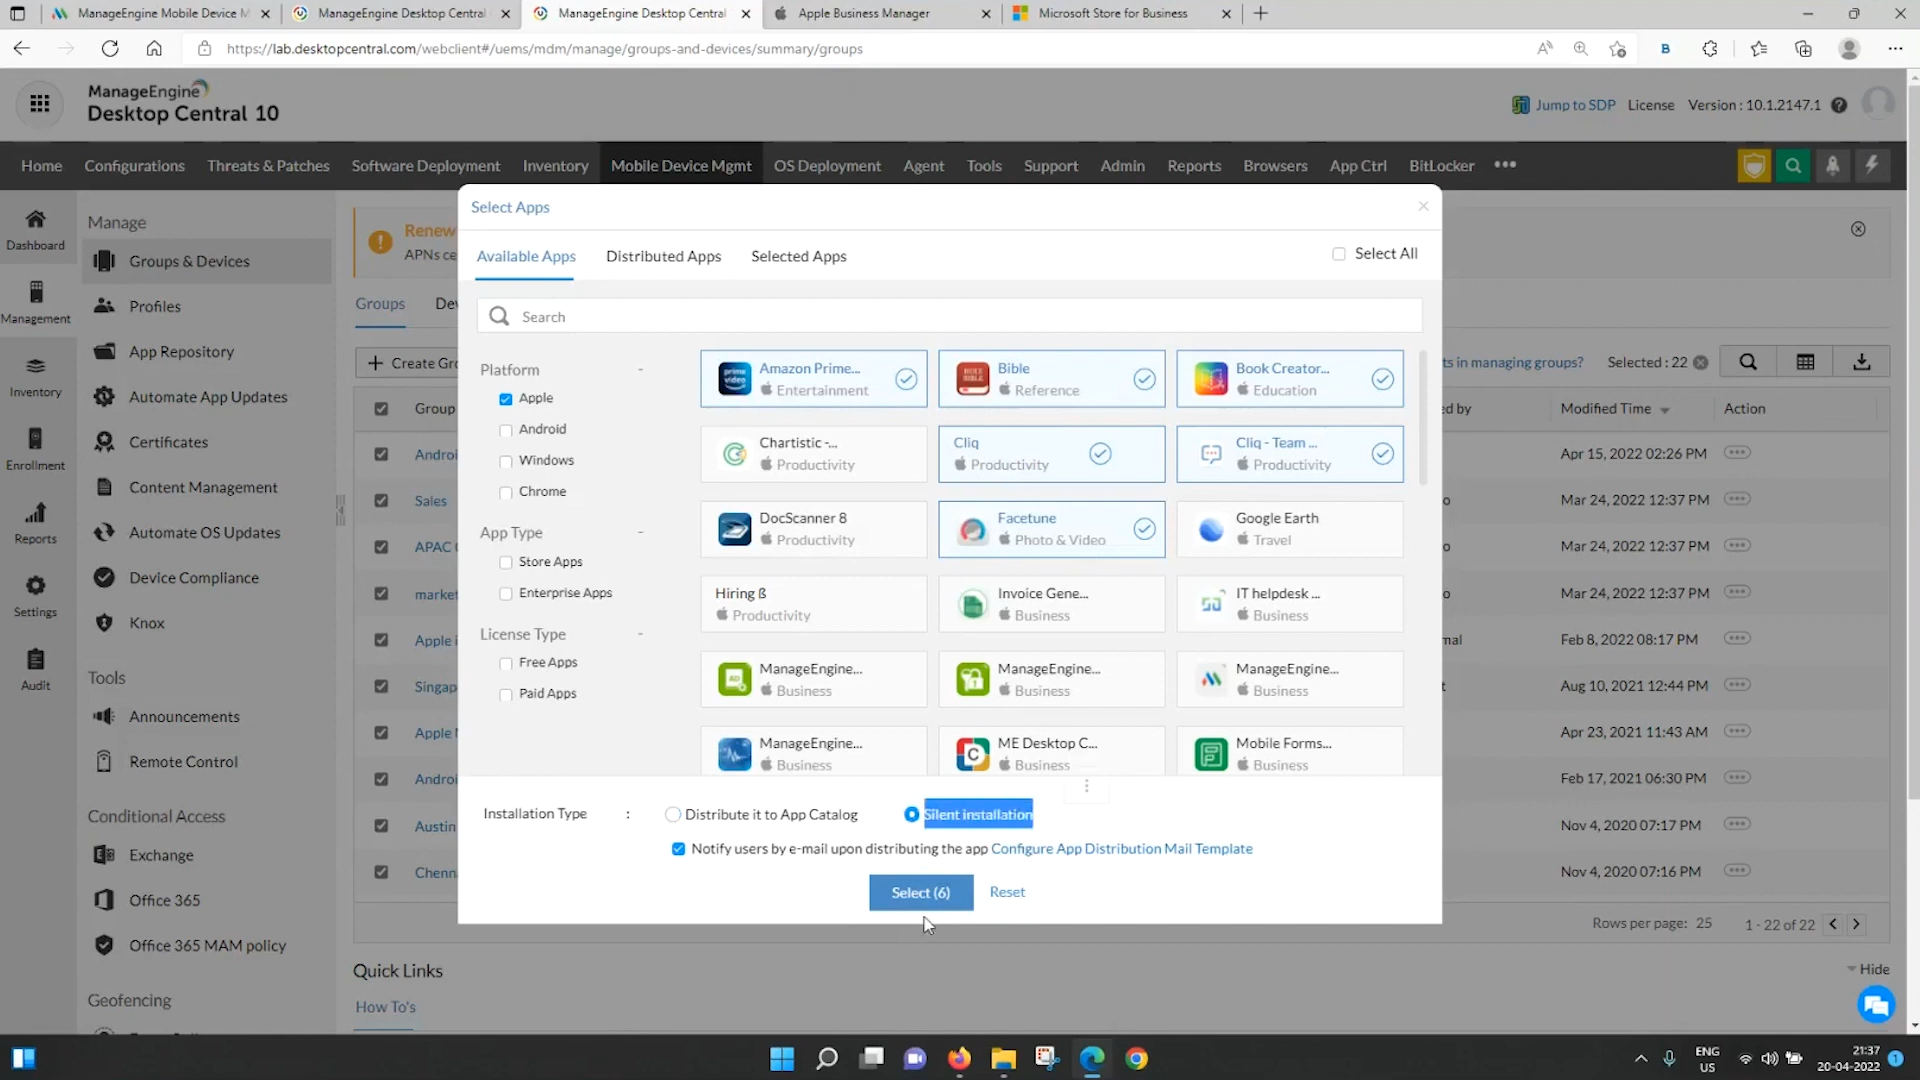 ManageEngine Mobile Device M
ManageEngine Desktop Central
ManageEngine Desktop Central
Apple Business Manager
Microsoft Store for Business
https://lab.desktopcentral.com/webclient#/uems/mdm/manage/groups-and-devices/summary/groups
ManageEngine
Desktop Central 10
Jump to SDP License Version : 10.1.2147.1
Home Configurations Threats & Patches Software Deployment Inventory Mobile Device Mgmt OS Deployment Agent Tools Support Admin Reports Browsers App Ctrl BitLocker
Dashboard
Management
Inventory
Enrollment
Reports
Settings
Audit
Manage
Groups & Devices
Profiles
App Repository
Automate App Updates
Certificates
Content Management
Automate OS Updates
Device Compliance
Knox
Tools
Announcements
Remote Control
Conditional Access
Exchange
Office 365
Office 365 MAM policy
Geofencing
Renew
APNs ce
Groups Dev
+ Create Gro
Group
Androi
Sales
APAC
market
Apple i
Singap
Apple
Androi
Austin
Chenn
Select Apps
Available Apps Distributed Apps Selected Apps Select All
Search
Platform -
Apple
Android
Windows
Chrome
App Type -
Store Apps
Enterprise Apps
License Type -
Free Apps
Paid Apps
Amazon Prime...
Entertainment
Bible
Reference
Book Creator...
Education
Chartistic -...
Productivity
Cliq
Productivity
Cliq - Team ...
Productivity
DocScanner 8
Productivity
Facetune
Photo & Video
Google Earth
Travel
Hiring ß
Productivity
Invoice Gene...
Business
IT helpdesk ...
Business
ManageEngine...
Business
ManageEngine...
Business
ManageEngine...
Business
ManageEngine...
Business
ME Desktop C...
Business
Mobile Forms...
Business
Installation Type : Distribute it to App Catalog Silent installation
Notify users by e-mail upon distributing the app Configure App Distribution Mail Template
Select (6) Reset
ts in managing groups? Selected : 22
ed by Modified Time Action
Apr 15, 2022 02:26 PM
o Mar 24, 2022 12:37 PM
o Mar 24, 2022 12:37 PM
o Mar 24, 2022 12:37 PM
mal Feb 8, 2022 08:17 PM
t Aug 10, 2021 12:44 PM
Apr 23, 2021 11:43 AM
Feb 17, 2021 06:30 PM
Nov 4, 2020 07:17 PM
Nov 4, 2020 07:16 PM
Rows per page: 25 1 - 22 of 22
Quick Links
Hide
How To's
ENG
US
21:37
20-04-2022